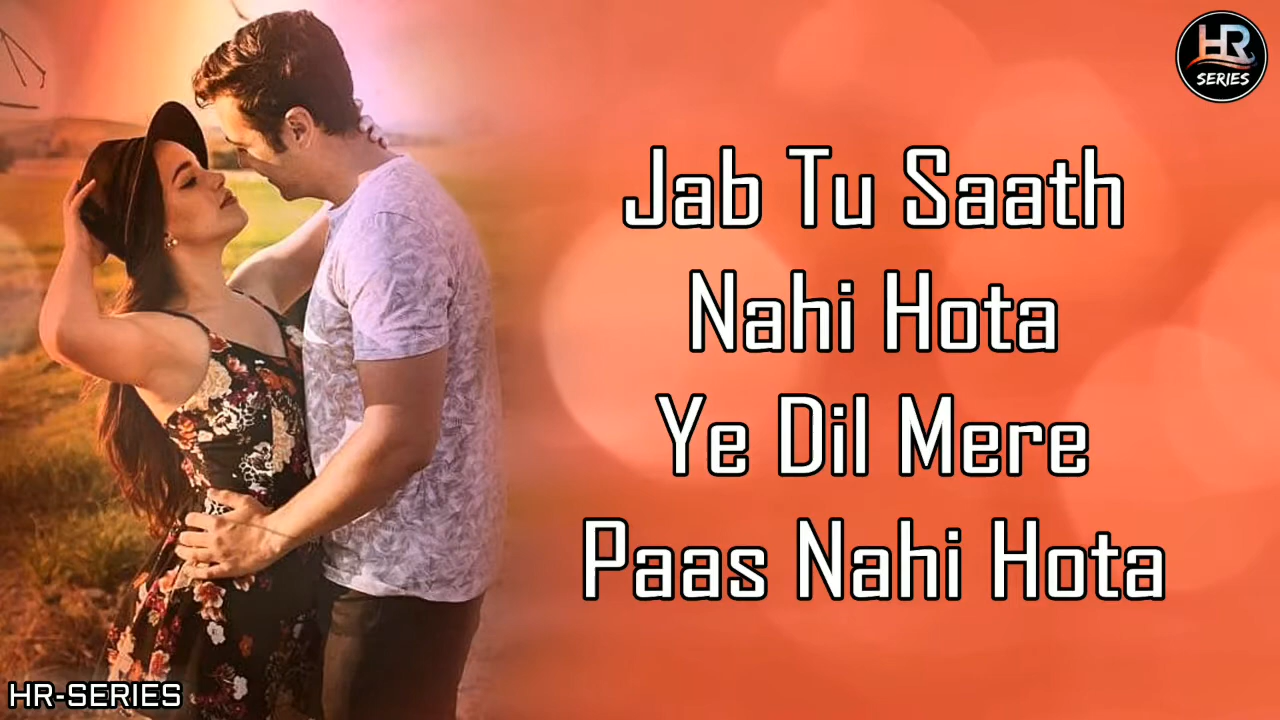 HR
SERIES
Jab Tu Saath
Nahi Hota
Ye Dil Mere
Paas Nahi Hota
HR-SERIES